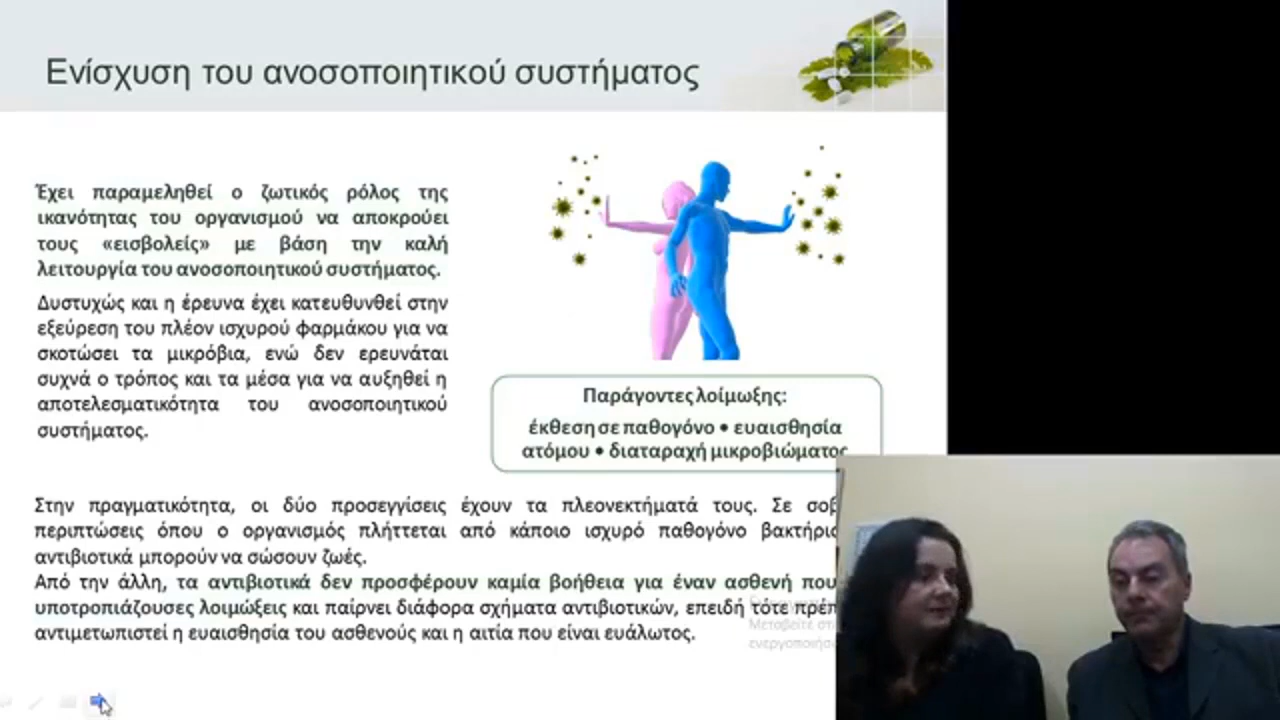 Ενίσχυση του ανοσοποιητικού συστήματος
Έχει παραμεληθεί ο ζωτικός ρόλος της
ικανότητας του οργανισμού να αποκρούει
τους «εισβολείς» με βάση την καλή
λειτουργία του ανοσοποιητικού συστήματος.
Δυστυχώς και η έρευνα έχει κατευθυνθεί στην
εξεύρεση του πλέον ισχυρού φαρμάκου για να
σκοτώσει τα μικρόβια, ενώ δεν ερευνάται
συχνά ο τρόπος και τα μέσα για να αυξηθεί η
αποτελεσματικότητα του ανοσοποιητικού
συστήματος.
Παράγοντες λοίμωξης:
έκθεση σε παθογόνο • ευαισθησία
ατόμου • διαταραχή μικροβιώματος
Στην πραγματικότητα, οι δύο προσεγγίσεις έχουν τα πλεονεκτήματά τους. Σε
περιπτώσεις όπου ο οργανισμός πλήττεται από κάποιο ισχυρό παθογόνο
αντιβιοτικά μπορούν να σώσουν ζωές.
Από την άλλη, τα αντιβιοτικά δεν προσφέρουν καμία βοήθεια για έναν ασθενή που
υποτροπιάζουσες λοιμώξεις και παίρνει διάφορα σχήματα αντιβιοτικών, επειδή τότε
αντιμετωπιστεί η ευαισθησία του ασθενούς και η αιτία που είναι ευάλωτος.
Μεταβείτε